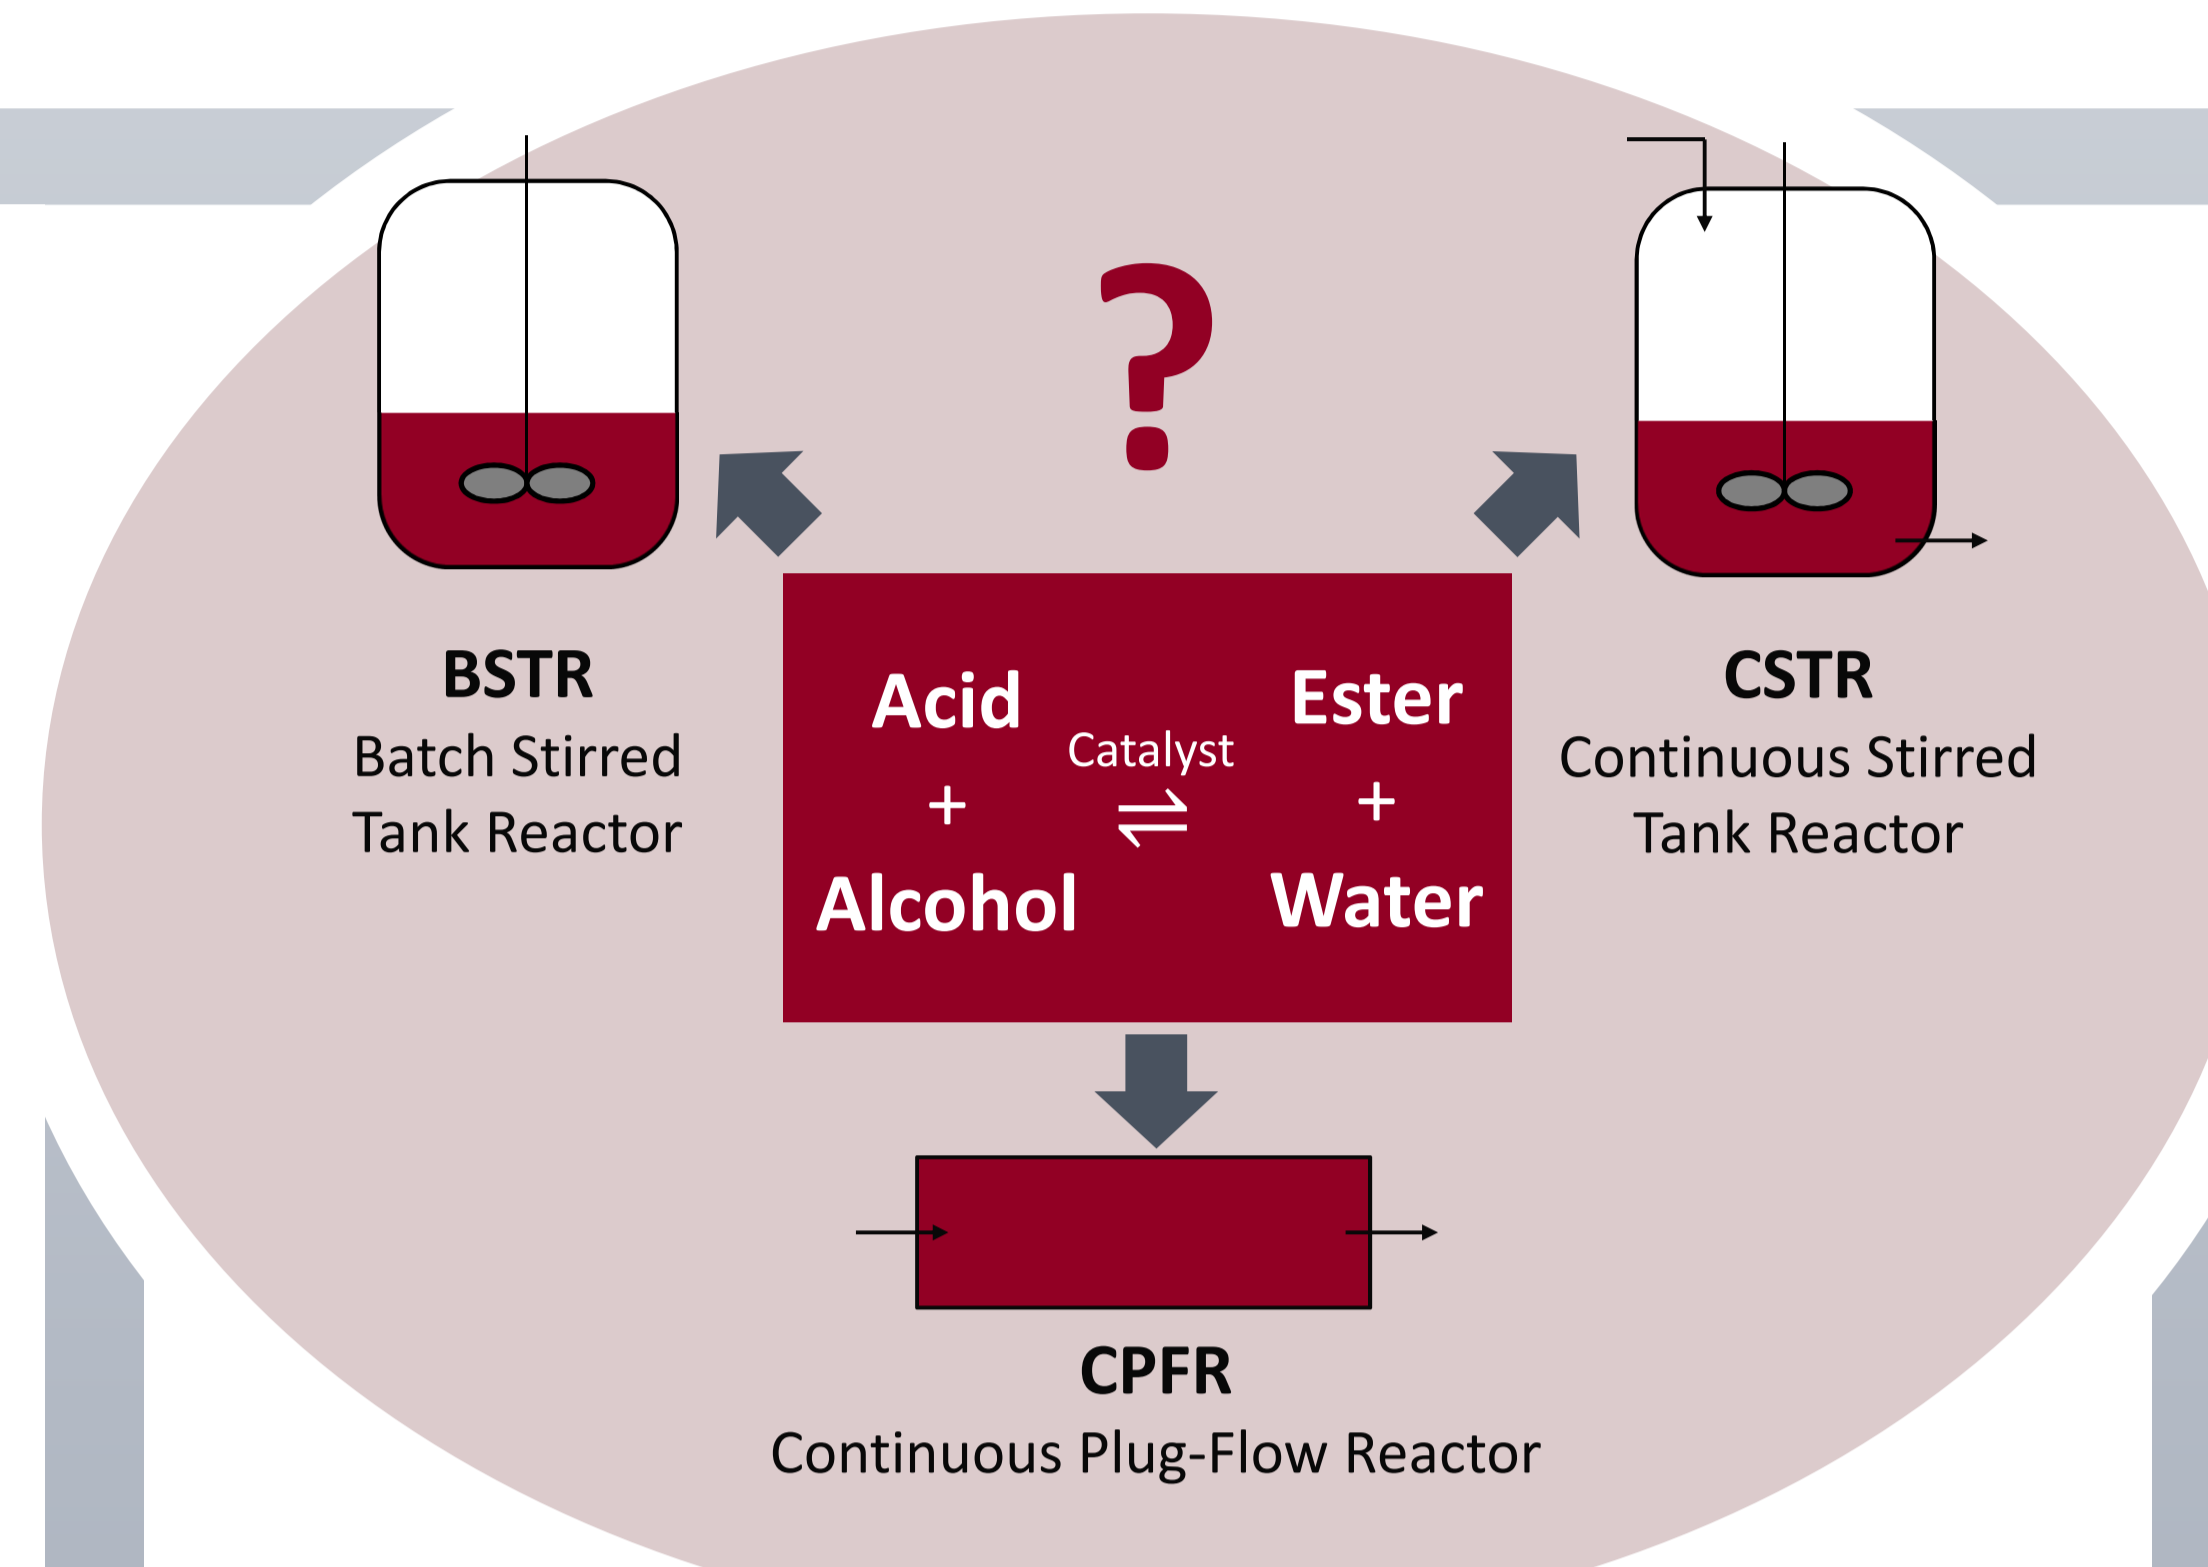 ?
BSTR
Batch Stirred
Tank Reactor
Acid
+
Alcohol
Catalyst
⇌
Ester
+
Water
CSTR
Continuous Stirred
Tank Reactor
CPFR
Continuous Plug-Flow Reactor